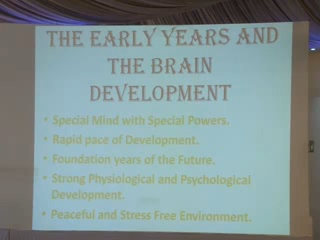 THE EARLY YEARS AND
THE BRAIN
DEVELOPMENT
• Special Mind with Special Powers.
• Rapid pace of Development.
• Foundation years of the Future.
• Strong Physiological and Psychological
Development.
• Peaceful and Stress Free Environment.